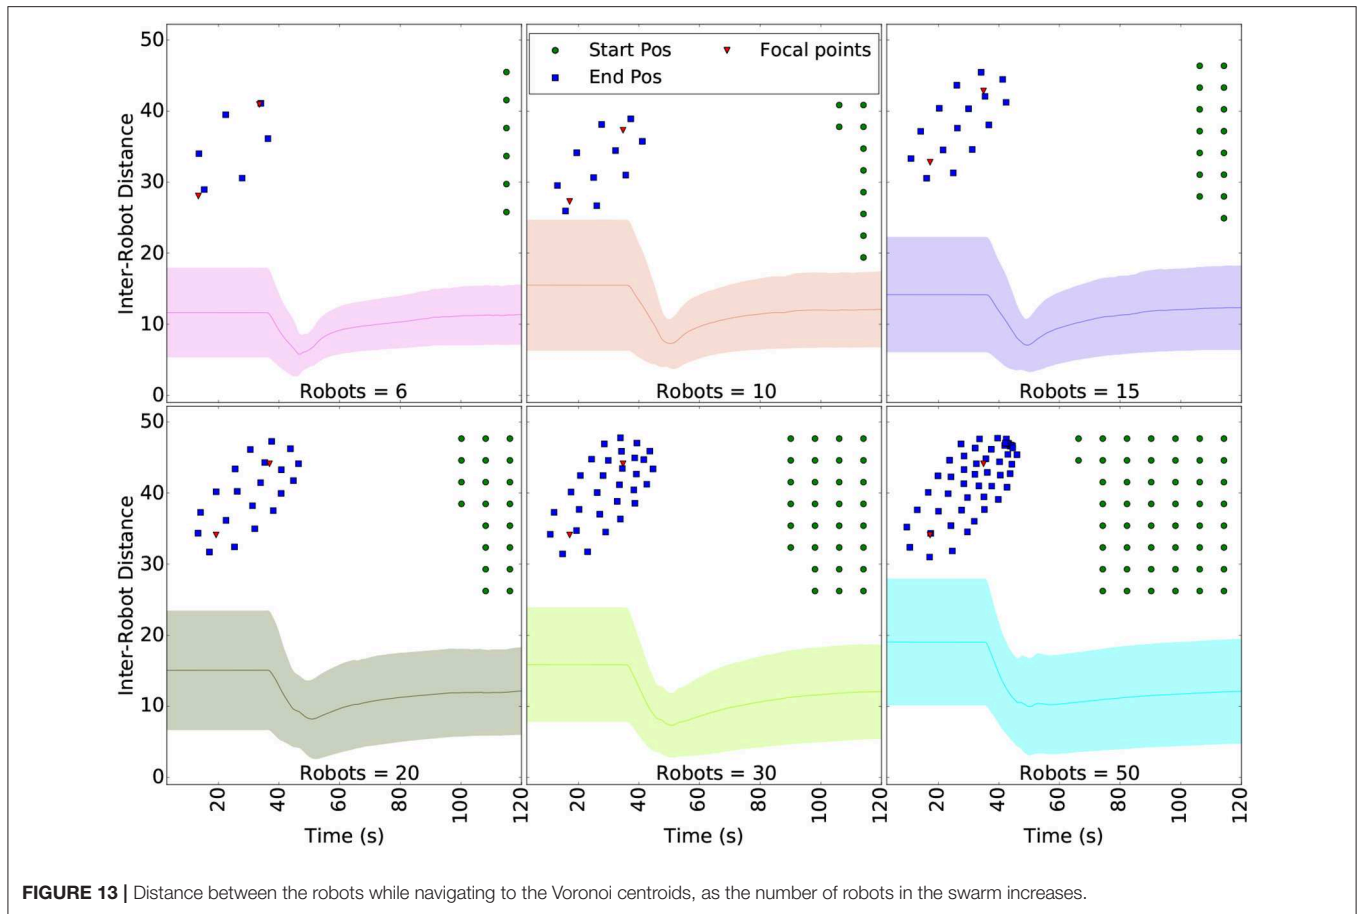 50
40
30
20
10
0
Inter-Robot Distance
Start Pos
End Pos
Focal points
Robots = 6
Robots = 10
Robots = 15
50
40
30
20
10
0
Inter-Robot Distance
Robots = 20
Robots = 30
Robots = 50
20 40 60 80 100 120
20 40 60 80 100 120
20 40 60 80 100 120
Time (s)
Time (s)
Time (s)
FIGURE 13 | Distance between the robots while navigating to the Voronoi centroids, as the number of robots in the swarm increases.